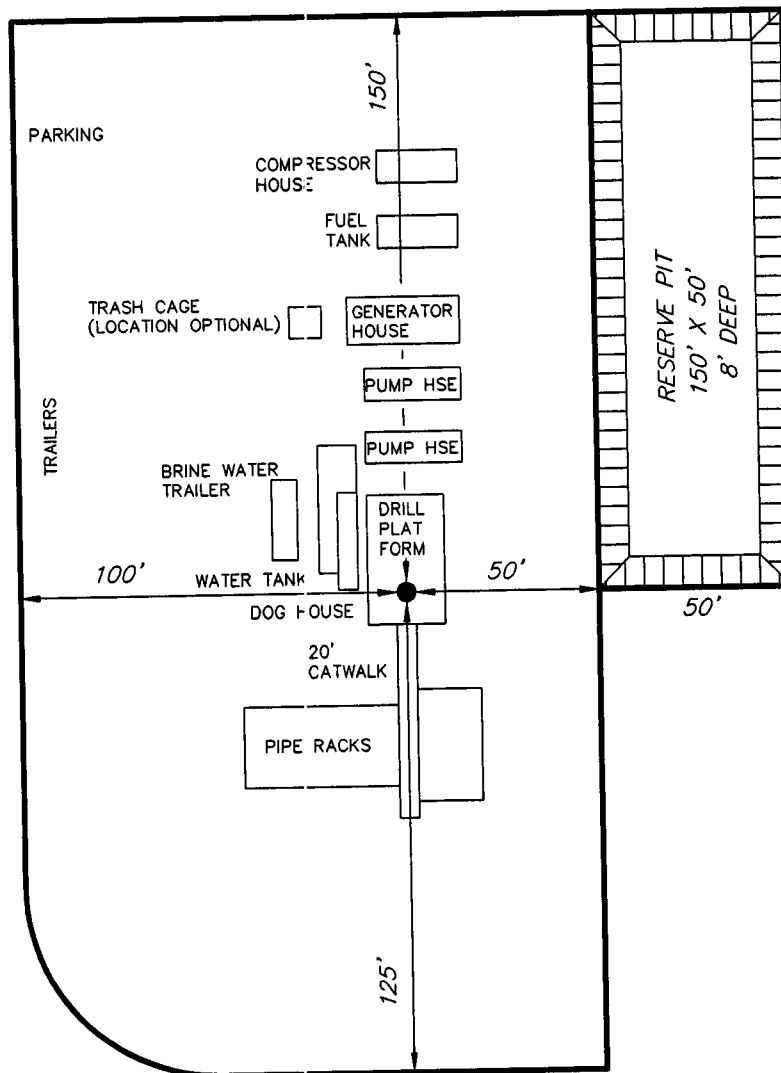 150'
PARKING
COMPRESSOR
HOUSE
FUEL
TANK
TRASH CAGE
(LOCATION OPTIONAL)
GENERATOR
HOUSE
RESERVE PIT
150' X 50'
8' DEEP
PUMP HSE
TRAILERS
PUMP HSE
BRINE WATER
TRAILER
DRILL
PLAT
FORM
100'
WATER TANK
50'
DOG HOUSE
50'
20'
CATWALK
PIPE RACKS
125'